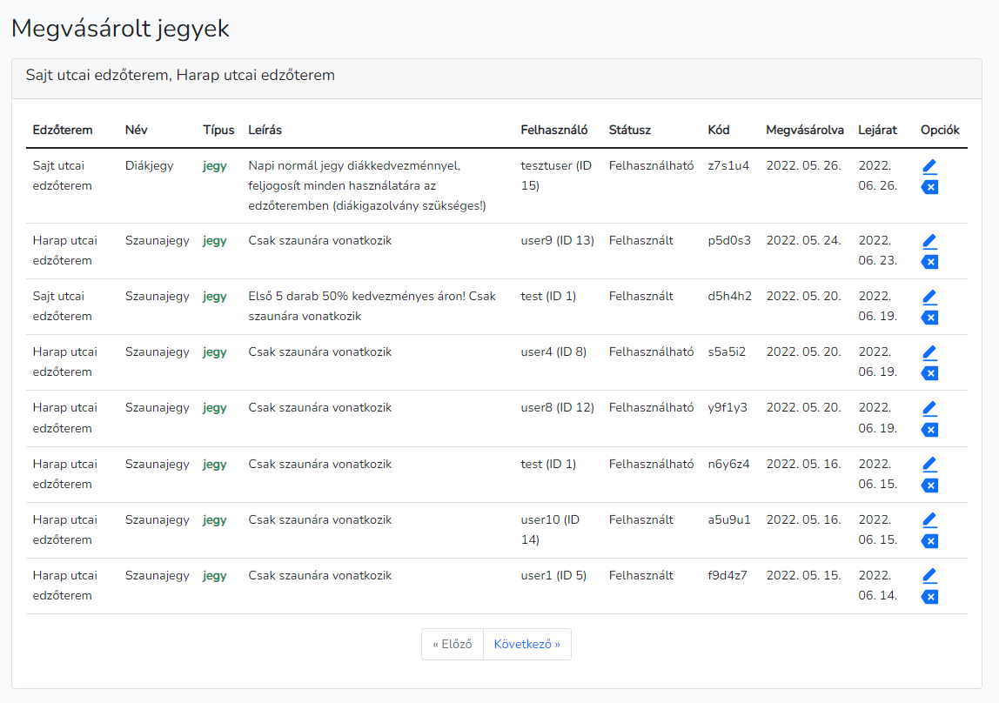 Megvásárolt jegyek
Sajt utcai edzőterem, Harap utcai edzőterem
Edzőterem Név Típus Leírás Felhasználó Státusz Kód Megvásárolva Lejárat Opciók
Sajt utcai Diákjegy jegy Napi normál jegy diákkedvezménnyel, tesztuser (ID Felhasználható z7s1u4 2022. 05. 26. 2022.
edzőterem feljogosít minden használatára az 15) 06. 26.
edzőteremben (diákigazolvány szükséges!)
Harap utcai Szaunajegy jegy Csak szaunára vonatkozik user9 (ID 13) Felhasznált p5d0s3 2022. 05. 24. 2022.
edzőterem 06. 23.
Sajt utcai Szaunajegy jegy Első 5 darab 50% kedvezményes áron! Csak test (ID 1) Felhasznált d5h4h2 2022. 05. 20. 2022.
edzőterem szaunára vonatkozik 06. 19.
Harap utcai Szaunajegy jegy Csak szaunára vonatkozik user4 (ID 8) Felhasználható s5a5i2 2022. 05. 20. 2022.
edzőterem 06. 19.
Harap utcai Szaunajegy jegy Csak szaunára vonatkozik user8 (ID 12) Felhasználható y9f1y3 2022. 05. 20. 2022.
edzőterem 06. 19.
Harap utcai Szaunajegy jegy Csak szaunára vonatkozik test (ID 1) Felhasználható n6y6z4 2022. 05. 16. 2022.
edzőterem 06. 15.
Harap utcai Szaunajegy jegy Csak szaunára vonatkozik user10 (ID Felhasznált a5u9u1 2022. 05. 16. 2022.
edzőterem 14) 06. 15.
Harap utcai Szaunajegy jegy Csak szaunára vonatkozik user1 (ID 5) Felhasznált f9d4z7 2022. 05. 15. 2022.
edzőterem 06. 14.
« Előző Következő »